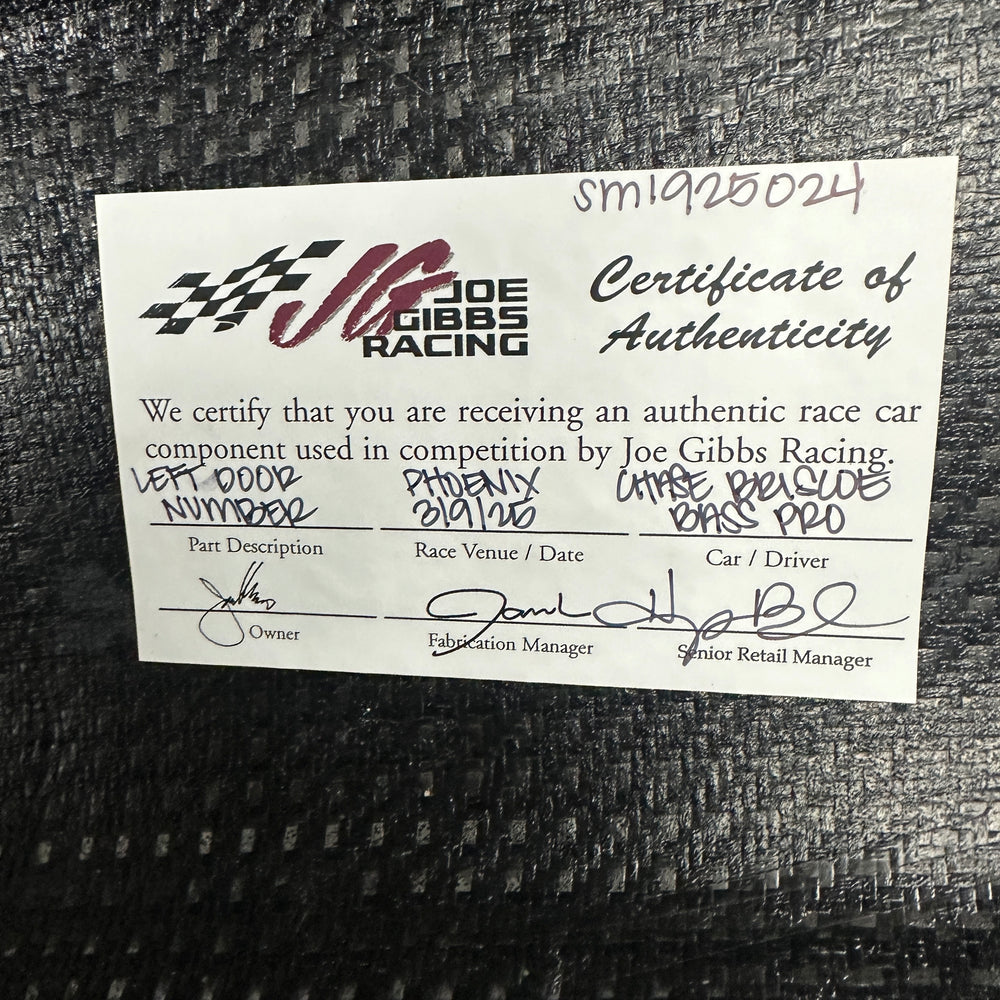 sm1925024
JG JOE
GIBBS
RACING
Certificate of
Authenticity
We certify that you are receiving an authentic race car
component used in competition by Joe Gibbs Racing.
LEFT DOOR
NUMBER
PHOENIX
3/9/25
CHASE BRISCOE
BASS PRO
Part Description
Race Venue / Date
Car / Driver
Owner
Fabrication Manager
Senior Retail Manager